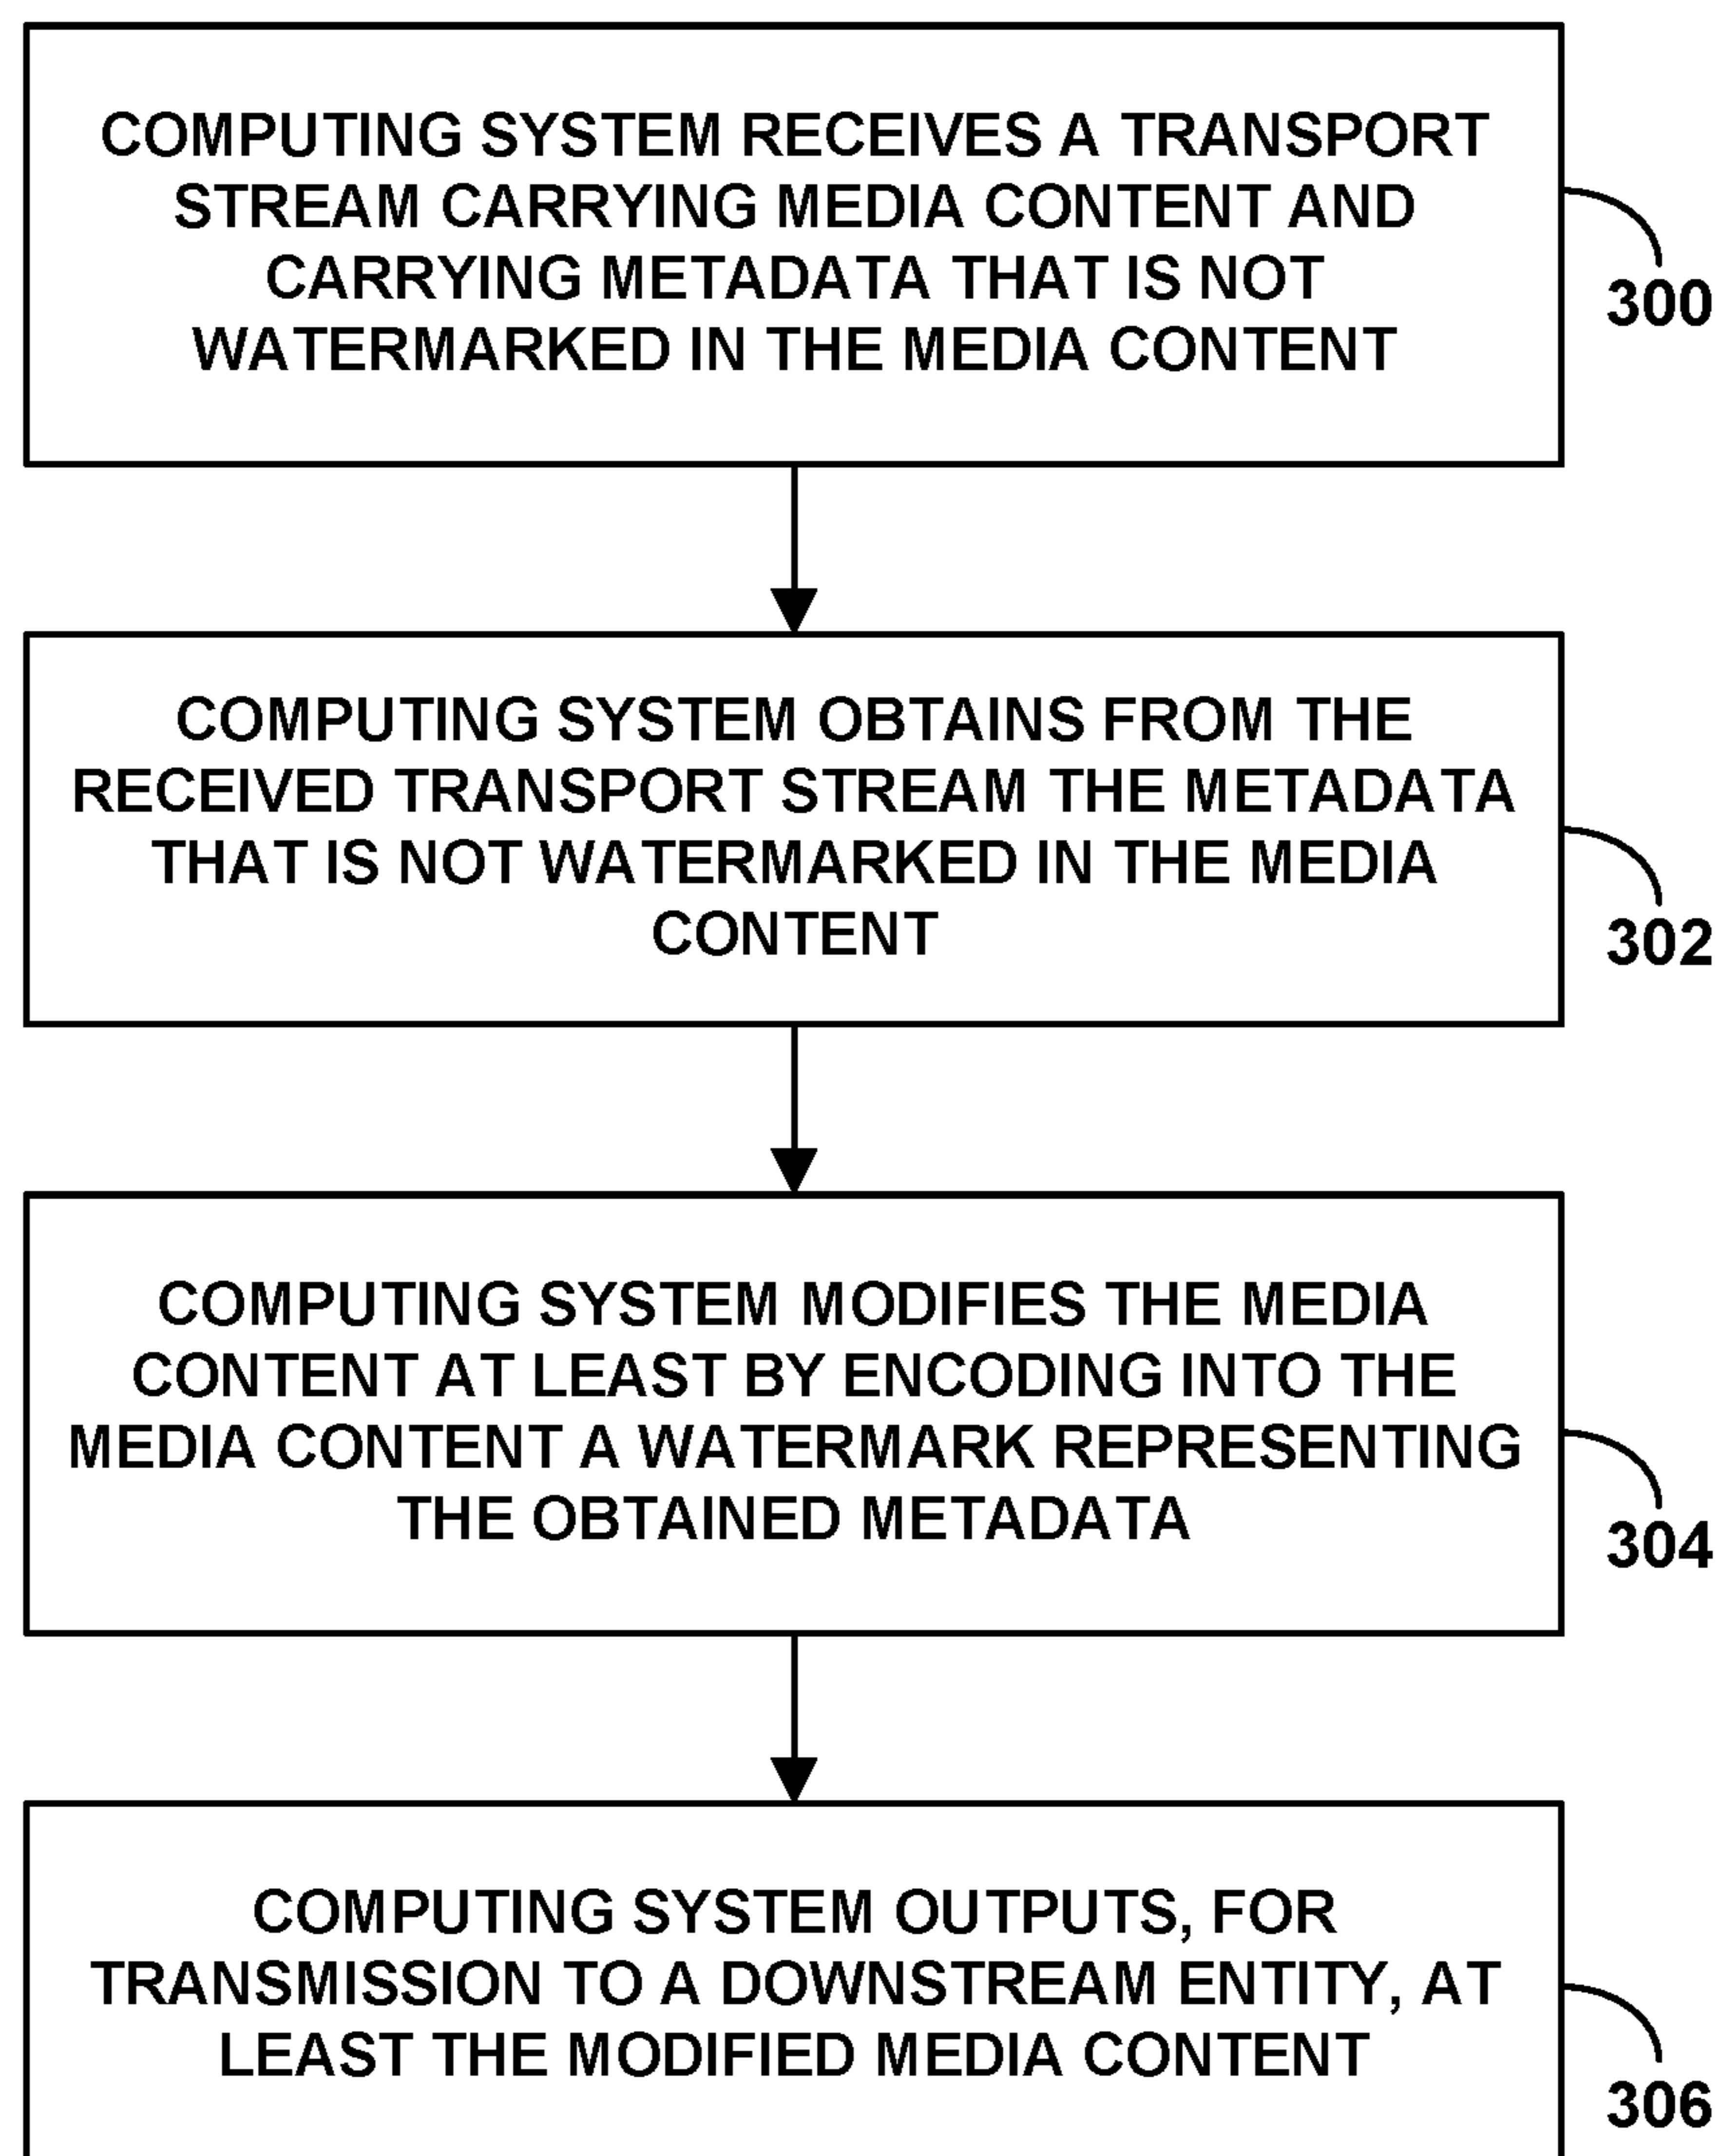 COMPUTING SYSTEM RECEIVES A TRANSPORT
STREAM CARRYING MEDIA CONTENT AND
CARRYING METADATA THAT IS NOT
WATERMARKED IN THE MEDIA CONTENT
300
COMPUTING SYSTEM OBTAINS FROM THE
RECEIVED TRANSPORT STREAM THE METADATA
THAT IS NOT WATERMARKED IN THE MEDIA
CONTENT
302
COMPUTING SYSTEM MODIFIES THE MEDIA
CONTENT AT LEAST BY ENCODING INTO THE
MEDIA CONTENT A WATERMARK REPRESENTING
THE OBTAINED METADATA
304
COMPUTING SYSTEM OUTPUTS, FOR
TRANSMISSION TO A DOWNSTREAM ENTITY, AT
LEAST THE MODIFIED MEDIA CONTENT
306